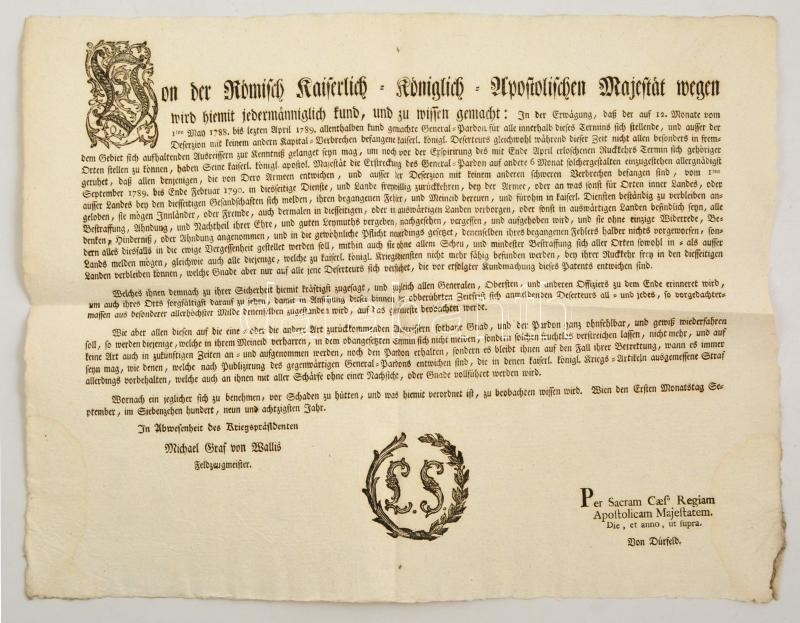 Von der Römisch Kaiserlich-Königlich-Apostolischen Majestät wegen
wird hiemit jedermänniglich kund, und zu wissen gemacht: In der Erwägung, daß der auf 12. Monate vom
1ten May 1788. bis letzten April 1789. allenthalben kund gmachte General-Pardon für alle innerhalb dieses Termins sich stellende, und ausser der
Deserzion mit keinem andern Kapital-Verbrechen befangene kaiserl. königl. Deserteurs gleichwohl während dieser Zeit nicht allen besonders in frem-
dem Gebiet sich aufhaltenden Ausreissern zur Kenntniß gelanget seyn mag, um noch vor der Exspirirung des mit Ende April erloschenen Ruckkehrs Termin sich gehöriger
Orten stellen zu können, haben Seine kaiserl. königl. apostol. Majestät die Erstreckung des General-Pardon auf andere 6 Monat solchergestalten einzugestehen allergnädigst
geruhet, daß allen denjenigen, die von Dero Armeen entwichen, und ausser der Deserzion mit keinem anderen schweren Verbrechen befangen sind, vom 1ten
September 1789. bis Ende Februar 1790. in diesseitige Dienste, und Lande freywillig zurückkehren, bey der Armee, oder an was sonst für Orten inner Landes, oder
ausser Landes bey den diesseitigen Gesandschaften sich melden, ihren begangenen Fehler, und Meineid bereuen, und fürohin in kaiserl. Diensten beständig zu verbleiben an-
geloben, sie mögen Innländer, oder Fremde, auch dermalen in diesseitigen, oder in auswärtigen Landen verborgen, oder sonst in auswärtigen Landen befindlich seyn, alle
Bestraffung, Ahndung, und Nachtheil ihrer Ehre, und guten Leymuths vergeben, nachgesehen, vergessen, und aufgehoben wird, und sie ohne einzige Widerrede, Be-
denken, Hinderniß, oder Ahndung angenommen, und in die gewöhnliche Pflicht nunmugs gesetzet, denenselben ihres begangenen Fehlers halber nichts vorgeworfen, son-
dern alles diesfalls in die ewige Vergessenheit gestellet werden soll, mithin auch sie ohne allem Scheu, und mindester Bestraffung sich aller Orten sowohl in- als ausser
Lands melden mögen, gleichwie auch alle diejenige, welche zu kaiserl. königl. Kriegsdiensten nicht mehr fähig befunden werden, bey ihrer Ruckkehr frey in den diesseitigen
Landen verbleiben können, welche Gnade aber nur auf alle jene Deserteurs sich verstehet, die vor erfolgter Kundmachung dieses Patents entwichen sind.
Welches ihnen demnach zu ihrer Sicherheit hiemit kräftigst zugesagt, und zugleich allen Generalen, Obersten, und anderen Offiziers zu dem Ende erinneret wird,
um auch ihres Orts sorgfältigst darauf zu sehen, damit in Ansehung dieser binnen der obberührten Zeitfrist sich anmeldenden Deserteurs all- und jedes, so vorgedachter-
massen aus besonderer allerhöchster Milde denenselben zugestanden wird, auf das genaueste beobachtet werde.
Wie aber allen diesen auf die eine- oder die andere Art zurückkommenden Ausreissern sothane Gnad, und der Pardon ganz ohnfehlbar, und gewiß wiederfahren
soll, so werden diejenige, welche in ihrem Meineid verharren, in dem obangesetzten Termin sich nicht melden, sondern solchen fruchtlos verstreichen lassen, nicht mehr, und auf
keine Art auch in zukünftigen Zeiten an- und aufgenommen werden, noch den Pardon erhalten, sondern es bleibt ihnen auf den Fall ihrer Betrettung, wann es immer
seyn mag, wie denen, welche nach Publizirung des gegenwärtigen General-Pardons entwichen sind, die in denen kaiserl. königl. Kriegs-Artikeln ausgemessene Straf
allerdings vorbehalten, welche auch an ihnen mit aller Schärfe ohne einer Nachsicht, oder Gnade vollführet werden wird.
Wornach ein jeglicher sich zu benehmen, vor Schaden zu hütten, und was hiemit verordnet ist, zu beobachten wissen wird. Wien den Ersten Monatstag Se-
ptember, im Siebenzehen hundert, neun und achtzigsten Jahr.
In Abwesenheit des Kriegspräsidenten
Michael Graf von Wallis
Feldzeugmeister.
L. S.
Per Sacram Cæs. Regiam
Apostolicam Majestatem.
Die, et anno, ut supra.
Von Dürfeld.